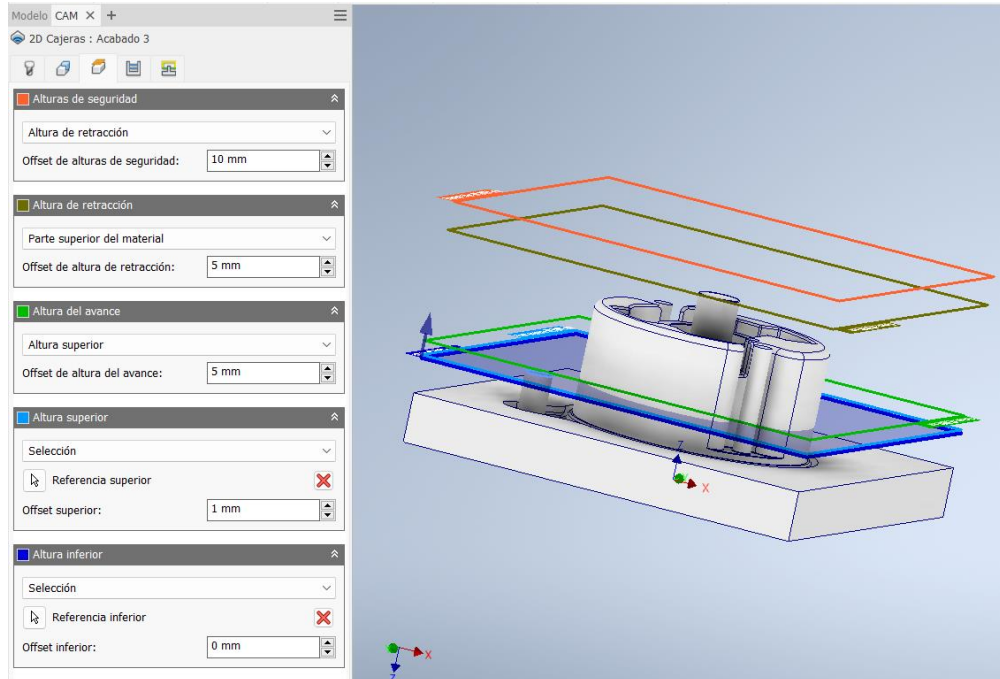 Modelo CAM × +
2D Cajeras : Acabado 3
Alturas de seguridad
Altura de retracción
Offset de alturas de seguridad: 10 mm
Altura de retracción
Parte superior del material
Offset de altura de retracción: 5 mm
Altura del avance
Altura superior
Offset de altura del avance: 5 mm
Altura superior
Selección
Referencia superior
Offset superior: 1 mm
Altura inferior
Selección
Referencia inferior
Offset inferior: 0 mm
Z
X
X
Z